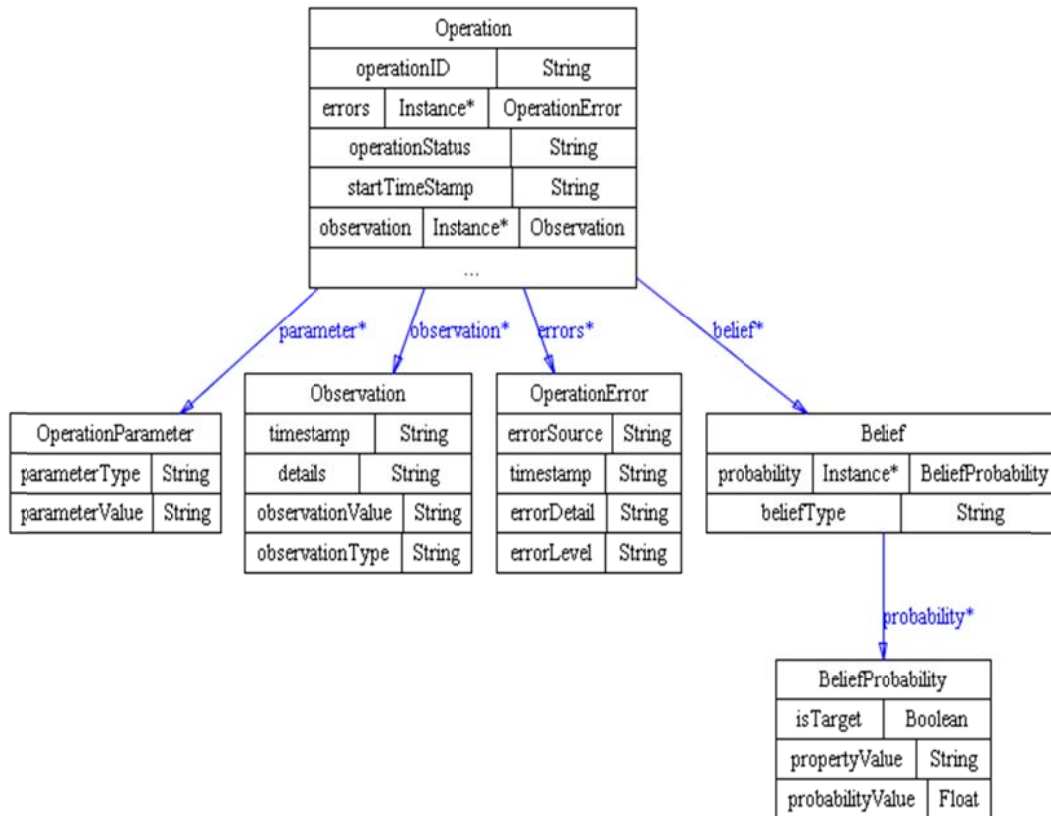 Operation
operationID String
errors Instance* OperationError
operationStatus String
startTimeStamp String
observation Instance* Observation
...
parameter* observation* errors* belief*
OperationParameter
parameterType String
parameterValue String
Observation
timestamp String
details String
observationValue String
observationType String
OperationError
errorSource String
timestamp String
errorDetail String
errorLevel String
Belief
probability Instance* BeliefProbability
beliefType String
probability*
BeliefProbability
isTarget Boolean
propertyValue String
probabilityValue Float